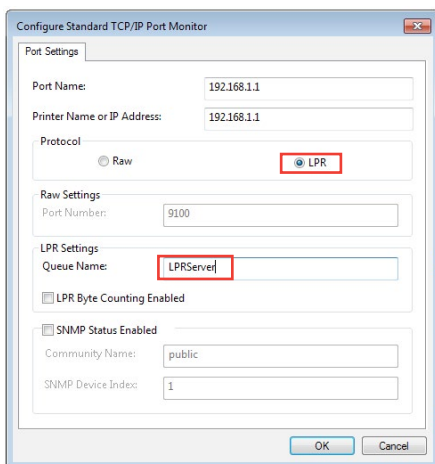 Configure Standard TCP/IP Port Monitor
Port Settings
Port Name: 192.168.1.1
Printer Name or IP Address: 192.168.1.1
Protocol
Raw LPR
Raw Settings
Port Number: 9100
LPR Settings
Queue Name: LPRServer
LPR Byte Counting Enabled
SNMP Status Enabled
Community Name: public
SNMP Device Index: 1
OK Cancel